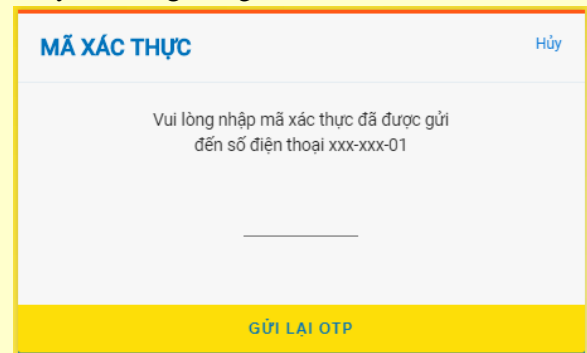 MÃ XÁC THỰC
Hủy
Vui lòng nhập mã xác thực đã được gửi
đến số điện thoại xxx-xxx-01
GỬI LẠI OTP